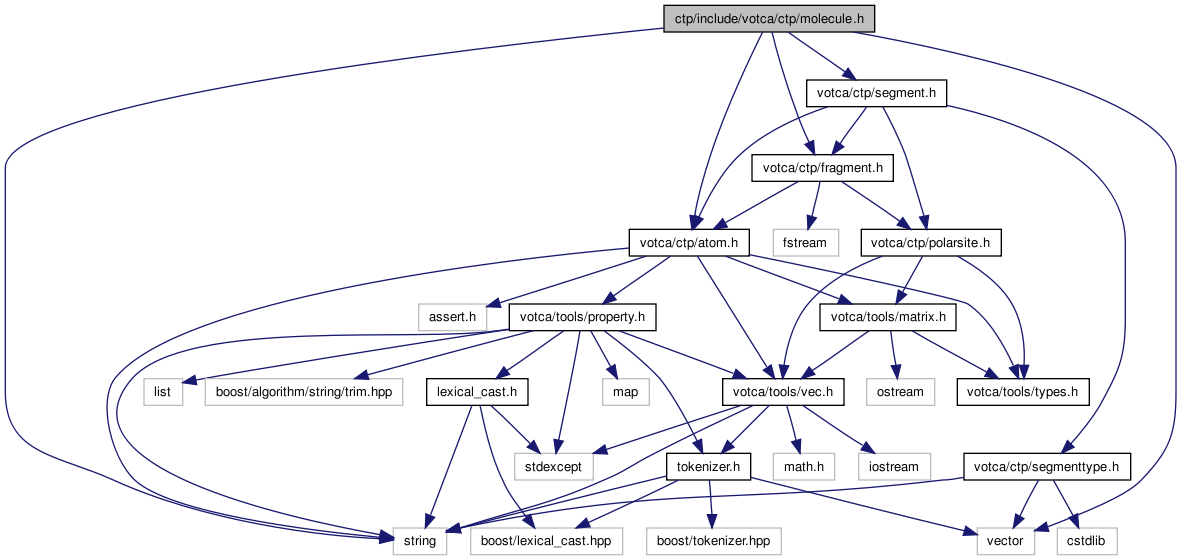 ctp/include/votca/ctp/molecule.h
votca/ctp/segment.h
votca/ctp/fragment.h
votca/ctp/atom.h
fstream
votca/ctp/polarsite.h
assert.h
votca/tools/property.h
votca/tools/matrix.h
list
boost/algorithm/string/trim.hpp
lexical_cast.h
map
votca/tools/vec.h
ostream
votca/tools/types.h
stdexcept
tokenizer.h
math.h
iostream
votca/ctp/segmenttype.h
string
boost/lexical_cast.hpp
boost/tokenizer.hpp
vector
cstdlib